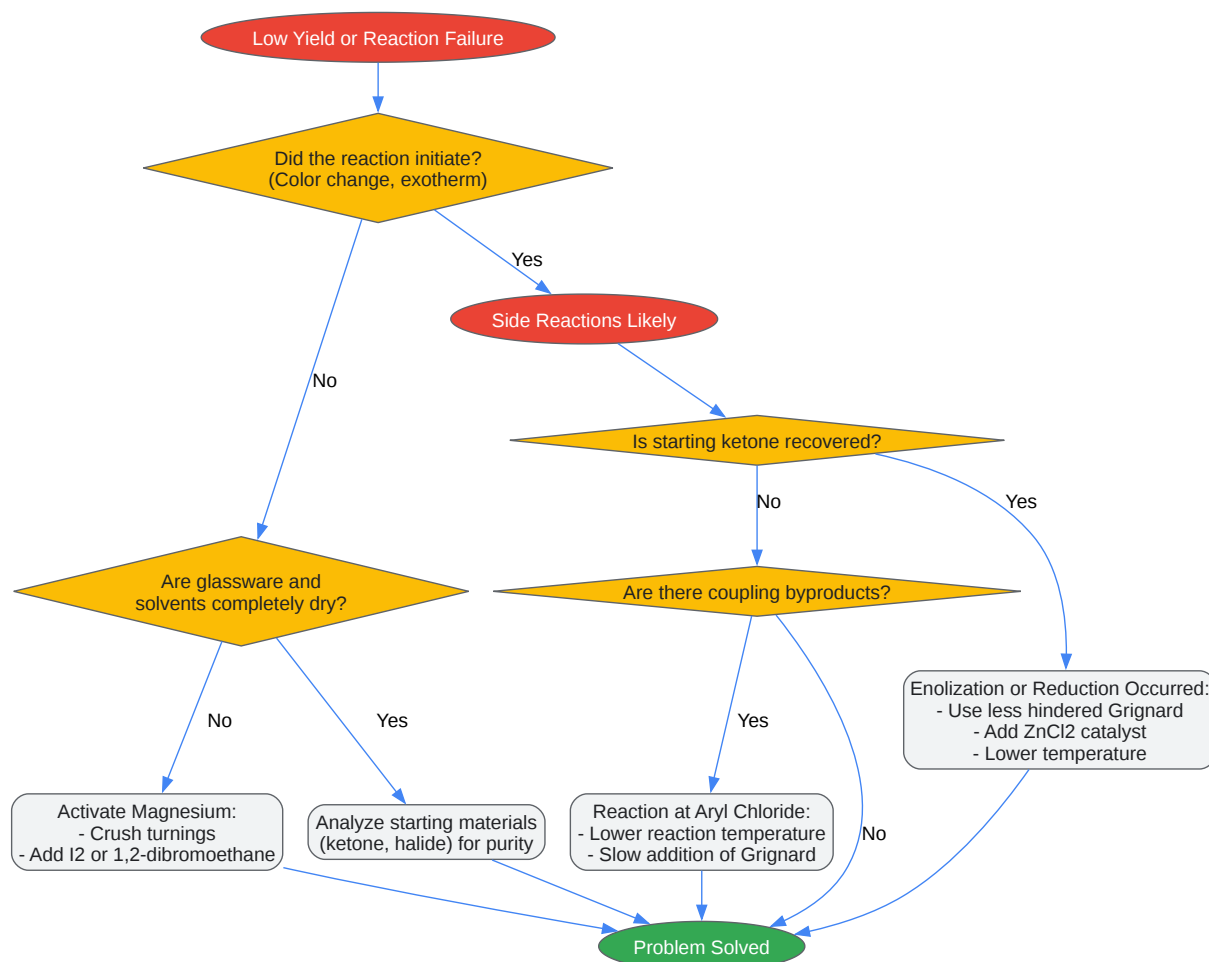 Low Yield or Reaction Failure
Did the reaction initiate?
(Color change, exotherm)
Yes
Side Reactions Likely
No
Is starting ketone recovered?
No
Yes
Are glassware and
solvents completely dry?
Are there coupling byproducts?
No
Yes
Yes
No
Enolization or Reduction Occurred:
- Use less hindered Grignard
- Add ZnCl2 catalyst
- Lower temperature
Activate Magnesium:
- Crush turnings
- Add I2 or 1,2-dibromoethane
Analyze starting materials
(ketone, halide) for purity
Reaction at Aryl Chloride:
- Lower reaction temperature
- Slow addition of Grignard
Problem Solved